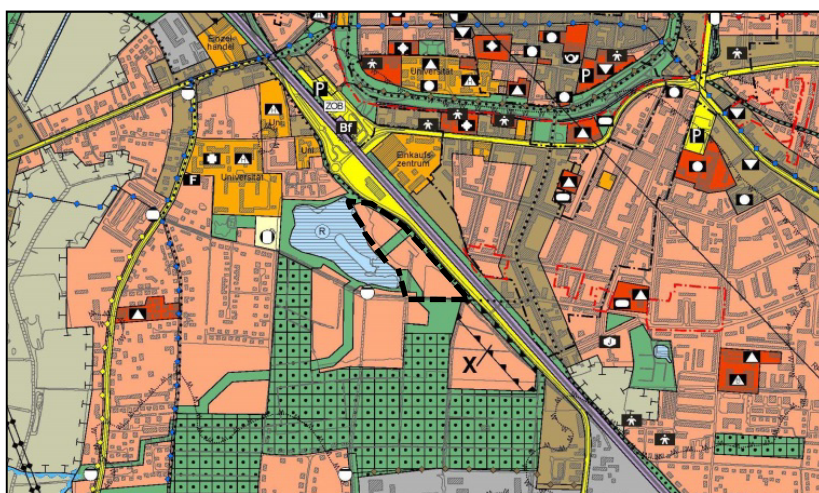 Einzel-
handel
P
ZOB
Bf
Uni.
Uni.
Universität
P
Einkaufs-
zentrum
P
Universität
F
R
X